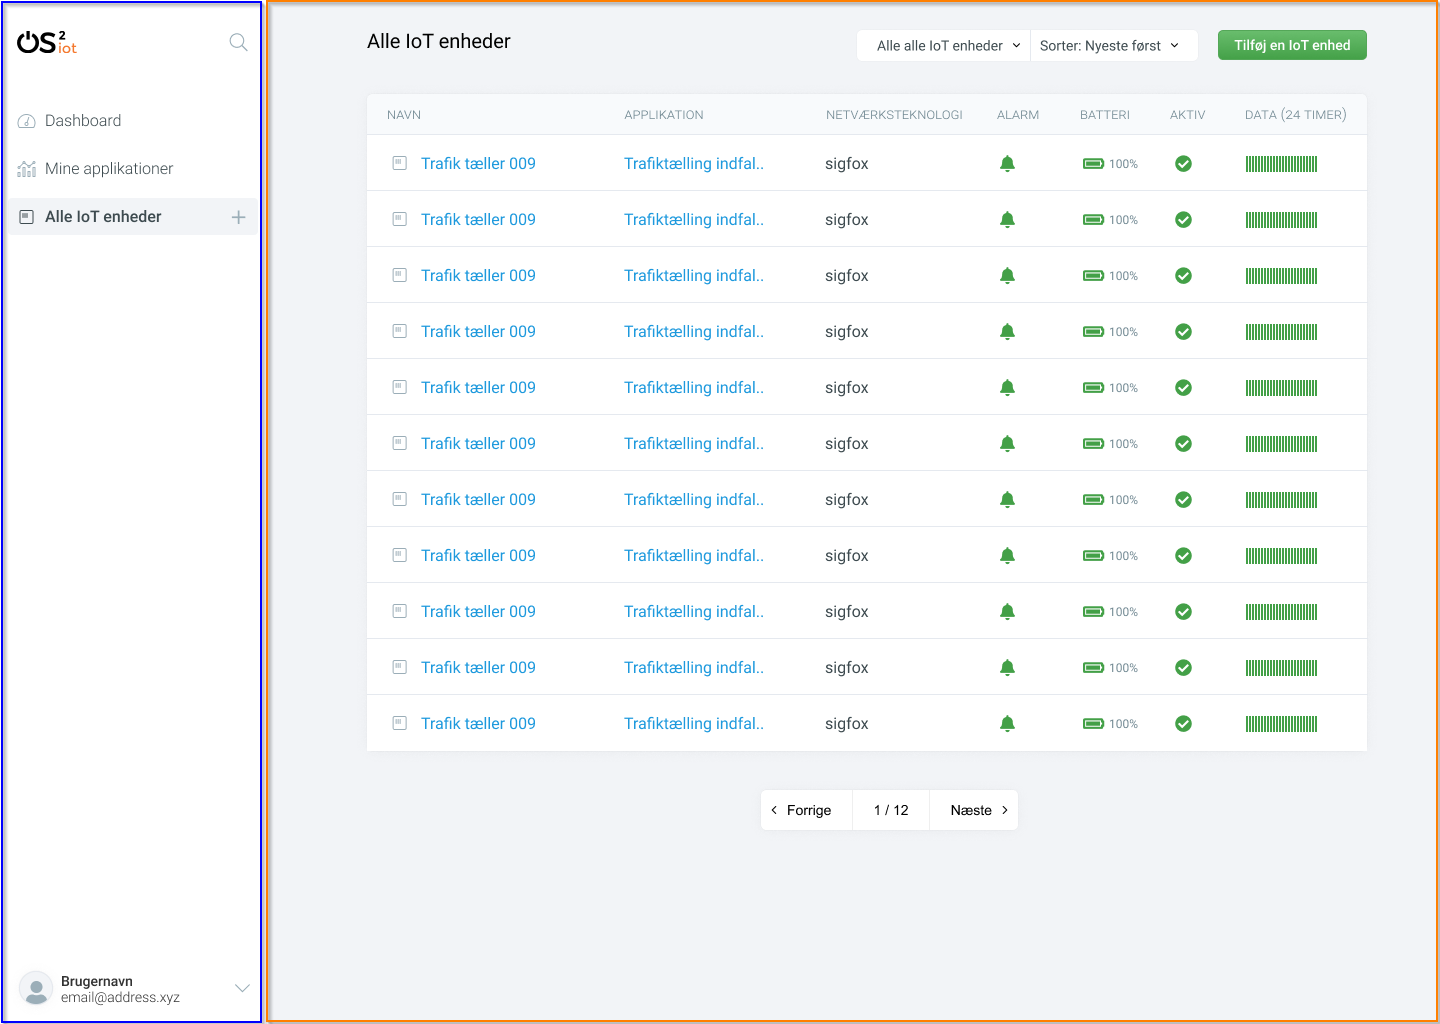 OS2 iot
Dashboard
Mine applikationer
Alle IoT enheder
Brugernavn
email@address.xyz
Alle IoT enheder
Alle alle IoT enheder
Sorter: Nyeste først
Tilføj en IoT enhed
NAVN APPLIKATION NETVÆRKSTEKNOLOGI ALARM BATTERI AKTIV DATA (24 TIMER)
Trafik tæller 009 Trafiktælling indfal.. sigfox 100%
Trafik tæller 009 Trafiktælling indfal.. sigfox 100%
Trafik tæller 009 Trafiktælling indfal.. sigfox 100%
Trafik tæller 009 Trafiktælling indfal.. sigfox 100%
Trafik tæller 009 Trafiktælling indfal.. sigfox 100%
Trafik tæller 009 Trafiktælling indfal.. sigfox 100%
Trafik tæller 009 Trafiktælling indfal.. sigfox 100%
Trafik tæller 009 Trafiktælling indfal.. sigfox 100%
Trafik tæller 009 Trafiktælling indfal.. sigfox 100%
Trafik tæller 009 Trafiktælling indfal.. sigfox 100%
Trafik tæller 009 Trafiktælling indfal.. sigfox 100%
Forrige 1 / 12 Næste